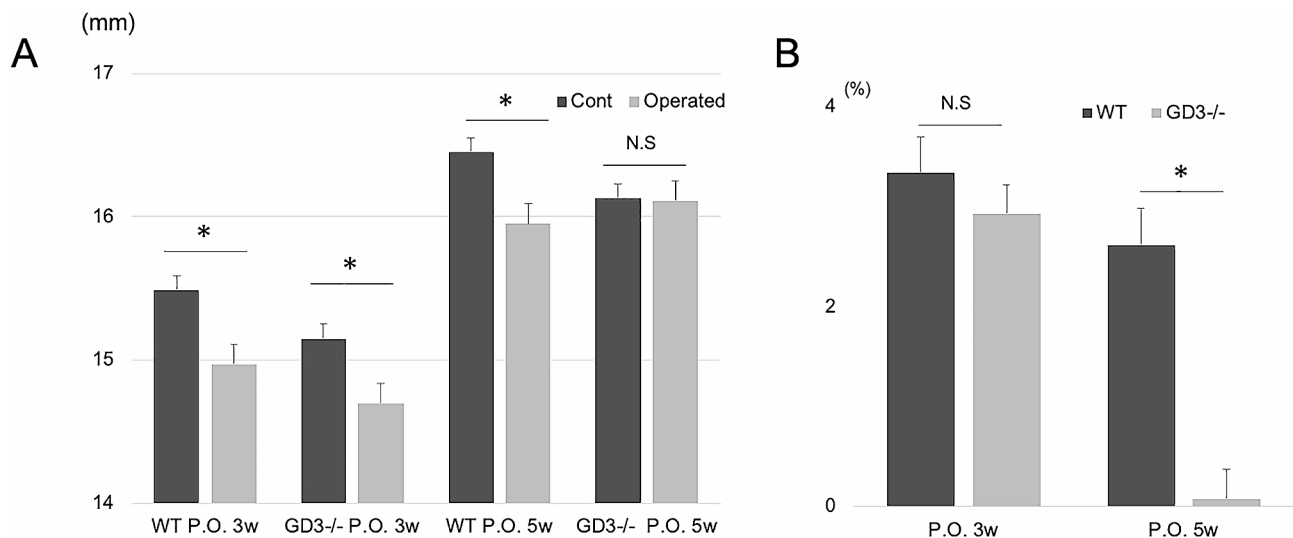 A
(mm)
17
16
15
14
Cont Operated
*
*
*
N.S
WT P.O. 3w GD3-/- P.O. 3w WT P.O. 5w GD3-/- P.O. 5w
B
(%)
4
2
0
WT GD3-/-
N.S
*
P.O. 3w P.O. 5w